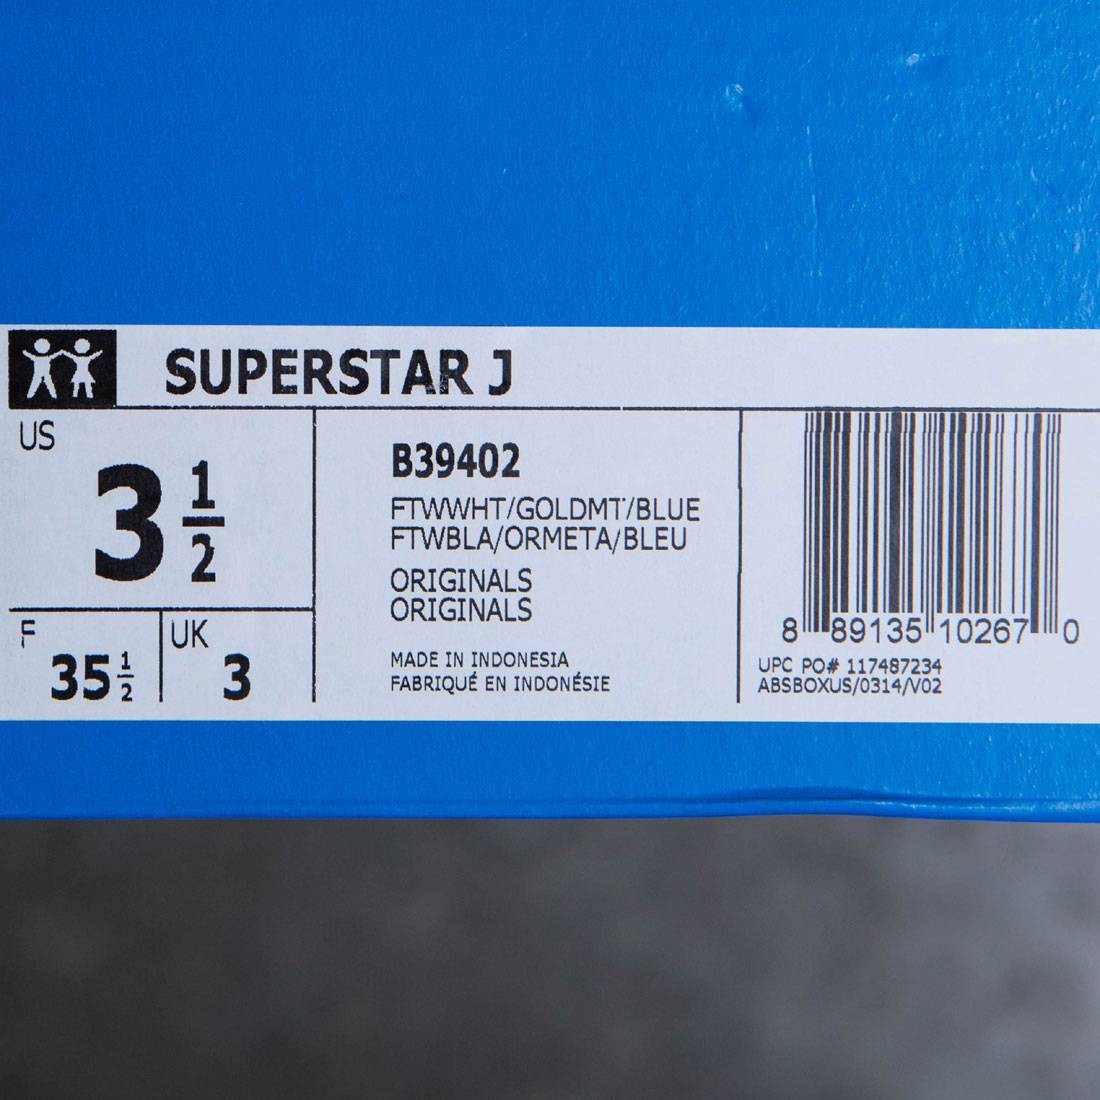 SUPERSTAR J
US
3 1/2
F
35 1/2
UK
3
B39402
FTWWHT/GOLDMT/BLUE
FTWBLA/ORMETA/BLEU
ORIGINALS
ORIGINALS
MADE IN INDONESIA
FABRIQUÉ EN INDONÉSIE
8 89135 10267 0
UPC PO# 117487234
ABSBOXUS/0314/V02